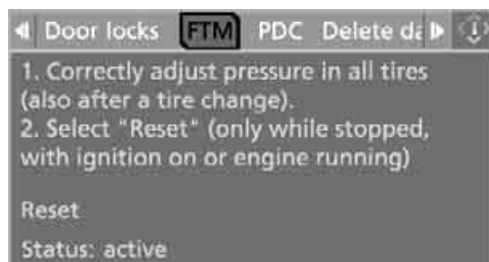 Door locks FTM PDC Delete da
1. Correctly adjust pressure in all tires
(also after a tire change).
2. Select "Reset" (only while stopped,
with ignition on or engine running)
Reset
Status: active